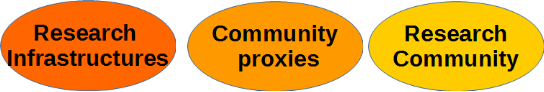 Research
Infrastructures
Community
proxies
Research
Community